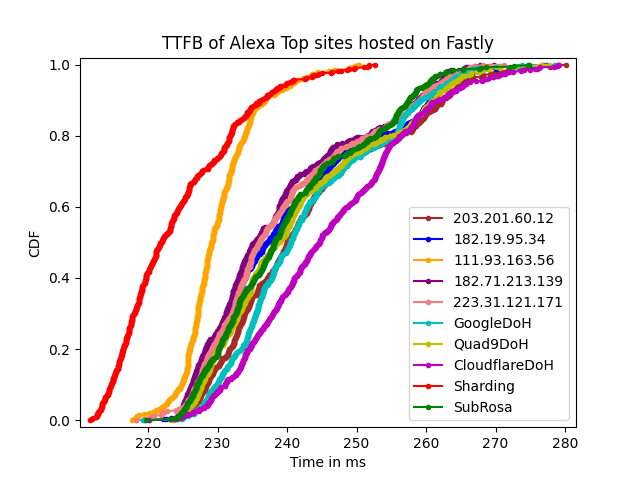 TTFB of Alexa Top sites hosted on Fastly
1.0
0.8
0.6
0.4
0.2
0.0
CDF
203.201.60.12
182.19.95.34
111.93.163.56
182.71.213.139
223.31.121.171
GoogleDoH
Quad9DoH
CloudflareDoH
Sharding
SubRosa
220 230 240 250 260 270 280
Time in ms